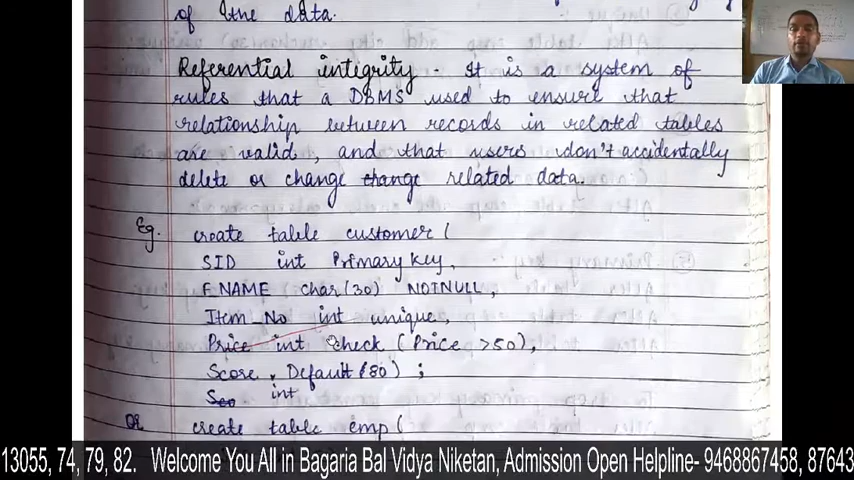 of the data.
Referential integrity - It is a system of
rules that a DBMS used to ensure that
relationship between records in related tables
are valid, and that users don't accidentally
delete or change change related data.
Eg. create table customer (
SID int Primary key,
F NAME char (30) NOTNULL,
Item No int unique,
Price int check (Price >50),
Score, Default (80) ;
Sco int
OR create table emp (
13055, 74, 79, 82. Welcome You All in Bagaria Bal Vidya Niketan, Admission Open Helpline- 9468867458, 87643